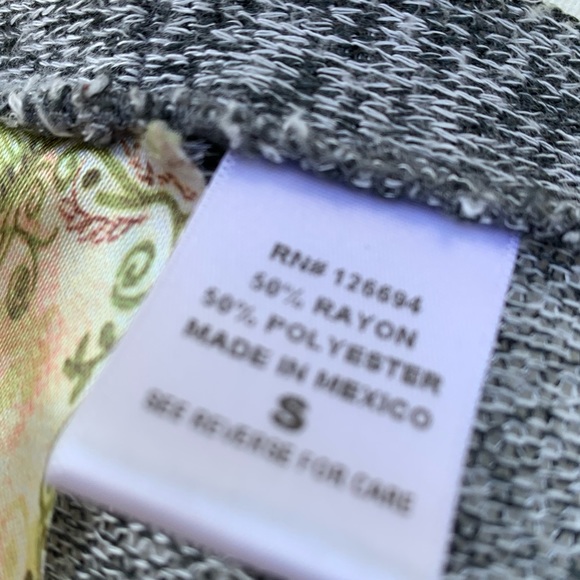 RN# 126694
50% RAYON
50% POLYESTER
MADE IN MEXICO
S
SEE REVERSE FOR CARE